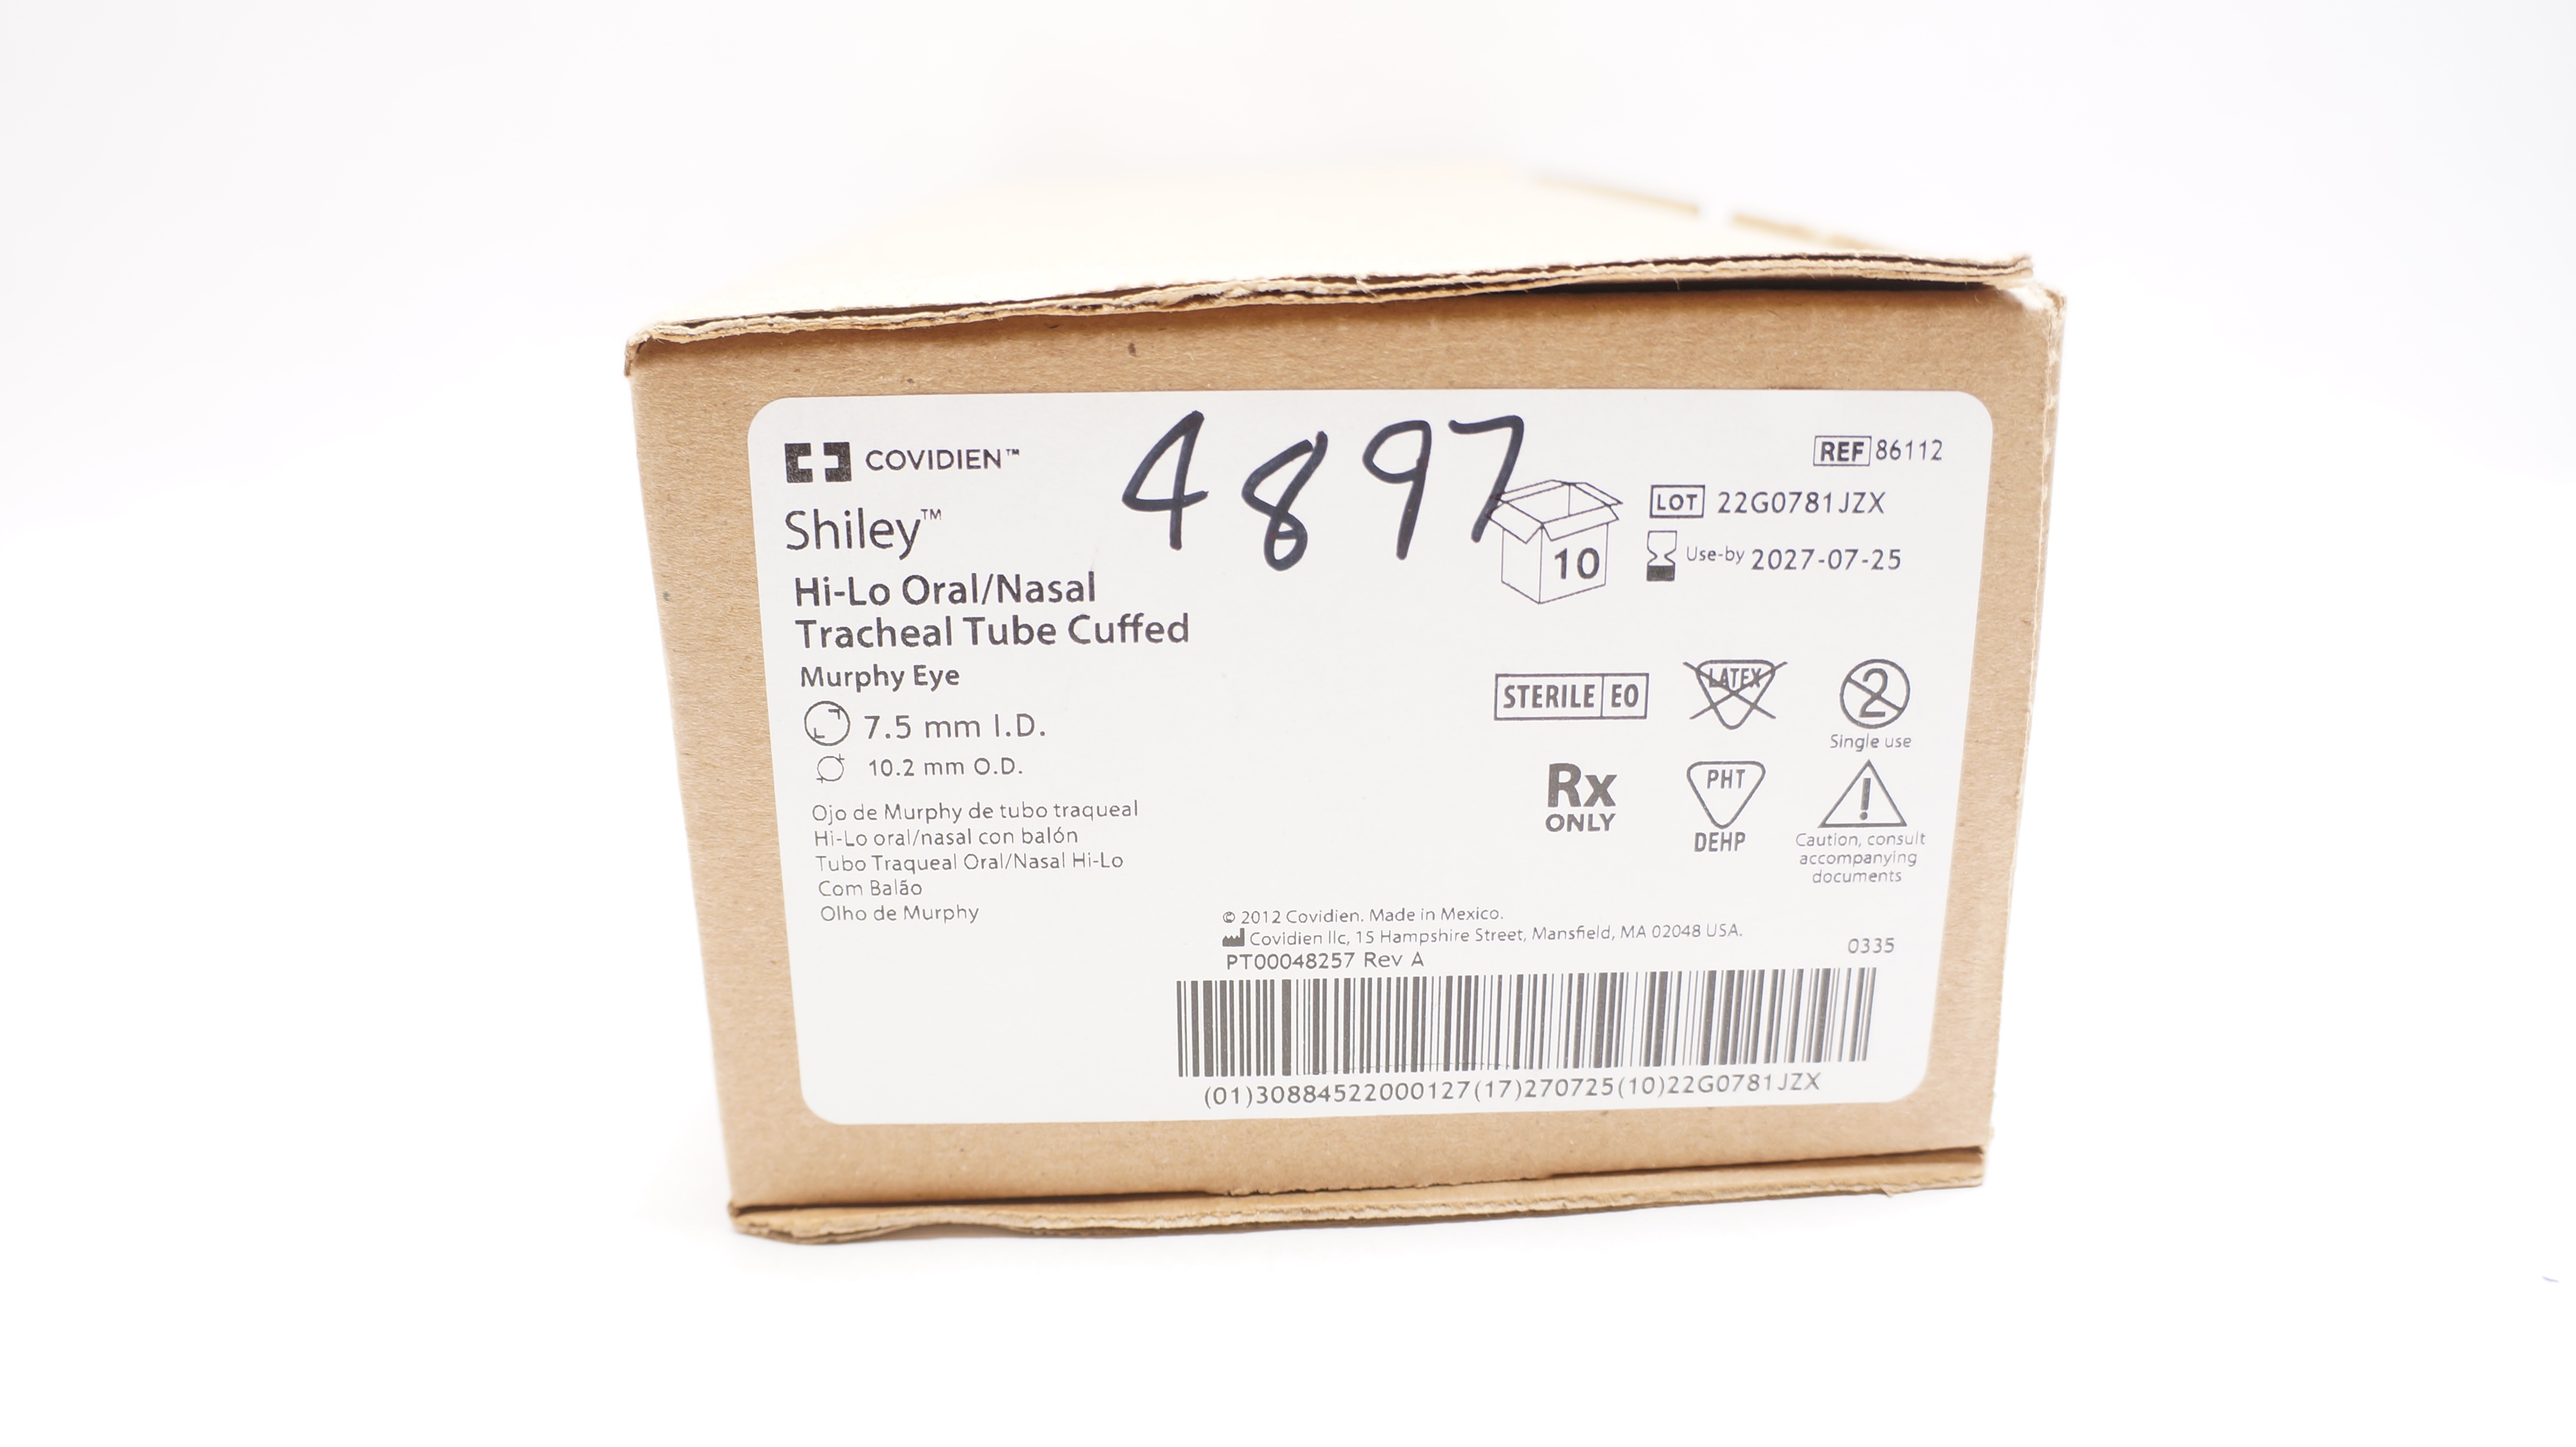 COVIDIEN™
4897
REF 86112
Shiley™
10
LOT 22G0781JZX
Use-by 2027-07-25
Hi-Lo Oral/Nasal
Tracheal Tube Cuffed
Murphy Eye
7.5 mm I.D.
10.2 mm O.D.
Ojo de Murphy de tubo traqueal
Hi-Lo oral/nasal con balón
Tubo Traqueal Oral/Nasal Hi-Lo
Com Balão
Olho de Murphy
STERILE EO
LATEX
2
Single use
Rx
ONLY
PHT
DEHP
!
Caution, consult
accompanying
documents
© 2012 Covidien. Made in Mexico.
Covidien llc, 15 Hampshire Street, Mansfield, MA 02048 USA.
PT00048257 Rev A
0335
(01)30884522000127(17)270725(10)22G0781JZX